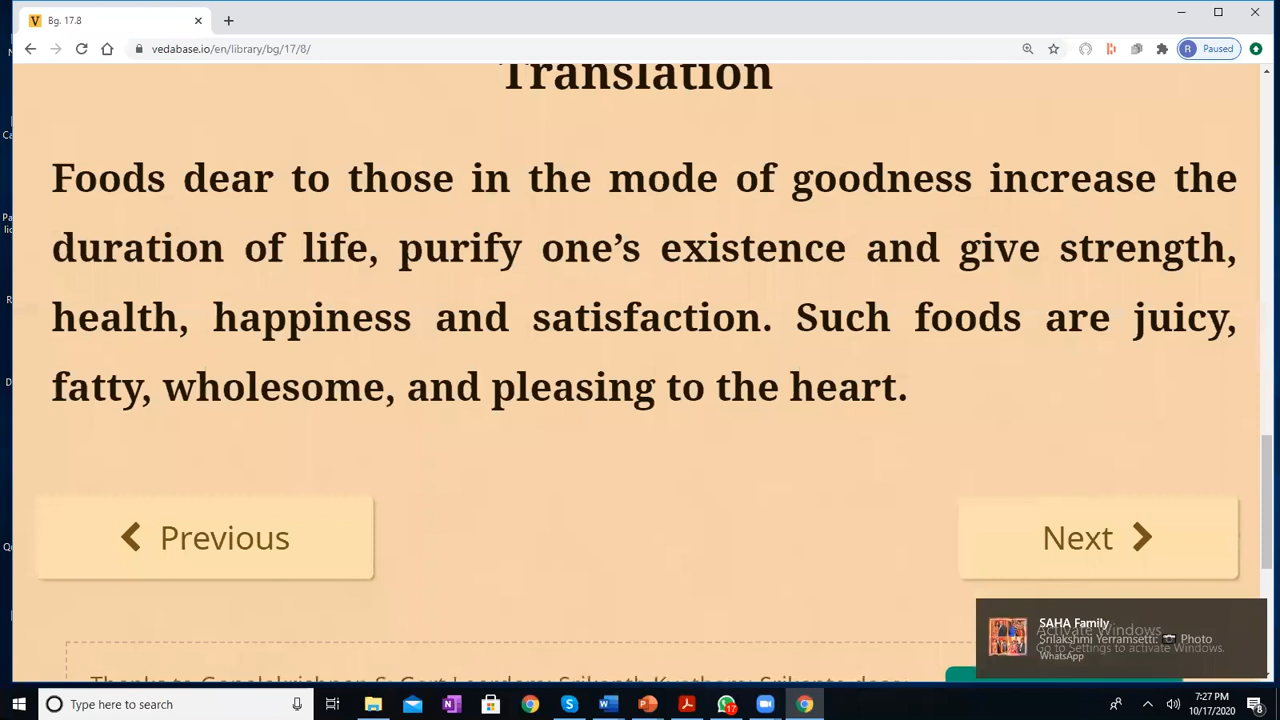 Bg. 17.8
vedabase.io/en/library/bg/17/8/
R Paused
Translation
Foods dear to those in the mode of goodness increase the
duration of life, purify one's existence and give strength,
health, happiness and satisfaction. Such foods are juicy,
fatty, wholesome, and pleasing to the heart.
Previous
Next
SAHA Family
Activate Windows
Srilakshmi Yerramsetti: Photo
Go to Settings to activate Windows.
WhatsApp
Type here to search
17
7:27 PM
10/17/2020
8